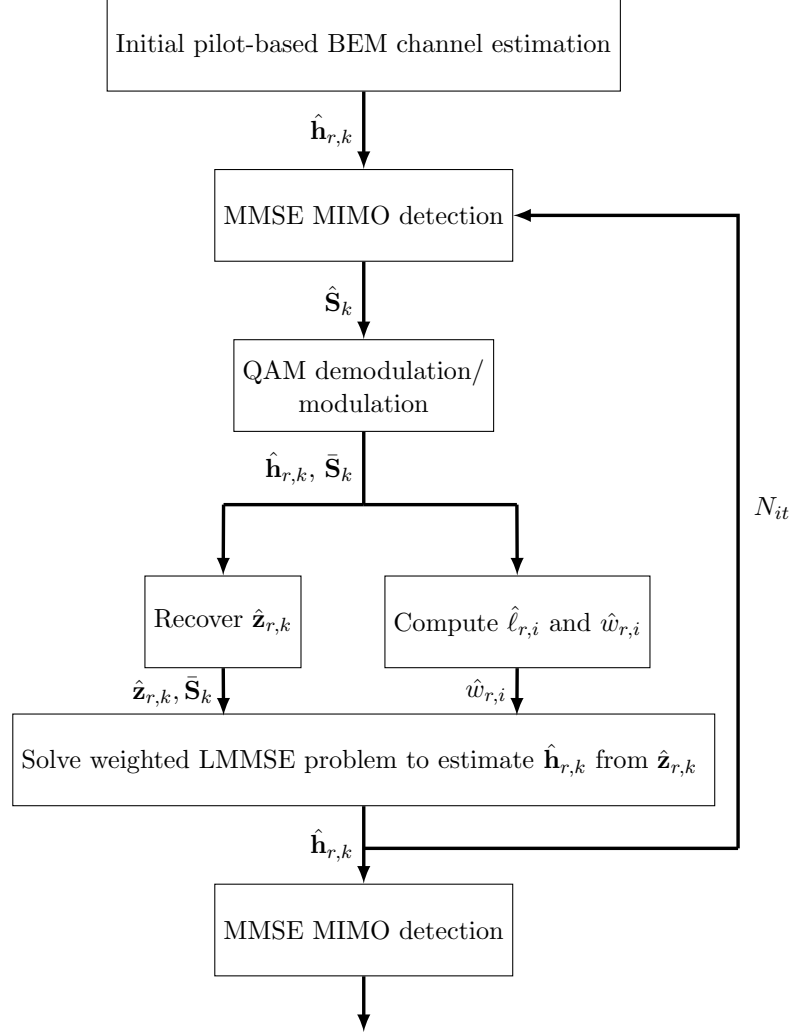 Initial pilot-based BEM channel estimation
ĥ_{r,k}
MMSE MIMO detection
Ŝ_k
QAM demodulation/
modulation
ĥ_{r,k}, S̄_k
N_{it}
Recover ẑ_{r,k}
Compute ℓ̂_{r,i} and ŵ_{r,i}
ẑ_{r,k}, S̄_k
ŵ_{r,i}
Solve weighted LMMSE problem to estimate ĥ_{r,k} from ẑ_{r,k}
ĥ_{r,k}
MMSE MIMO detection